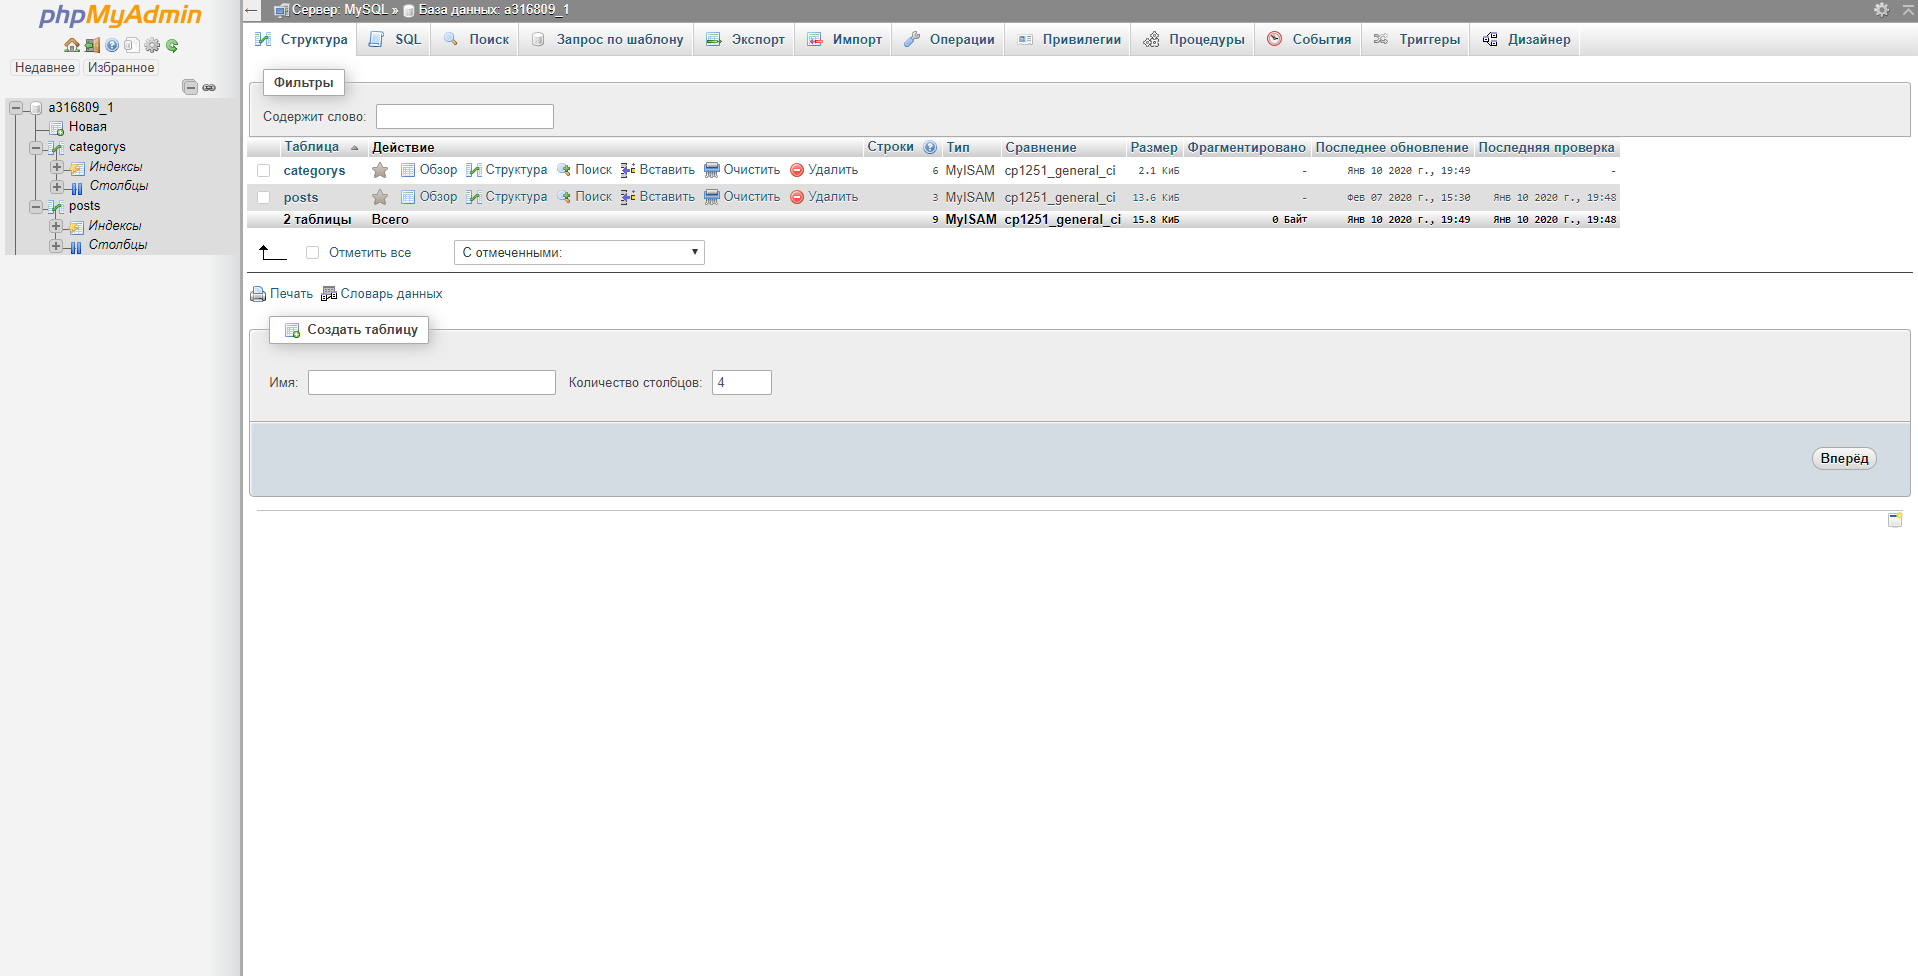 phpMyAdmin
Недавнее Избранное
a316809_1
Новая
categorys
Индексы
Столбцы
posts
Индексы
Столбцы
← Сервер: MySQL » База данных: a316809_1
Структура SQL Поиск Запрос по шаблону Экспорт Импорт Операции Привилегии Процедуры События Триггеры Дизайнер
Фильтры
Содержит слово:
Таблица Действие Строки Тип Сравнение Размер Фрагментировано Последнее обновление Последняя проверка
categorys Обзор Структура Поиск Вставить Очистить Удалить 6 MyISAM cp1251_general_ci 2.1 КиБ - Янв 10 2020 г., 19:49 -
posts Обзор Структура Поиск Вставить Очистить Удалить 3 MyISAM cp1251_general_ci 13.6 КиБ - Фев 07 2020 г., 15:30 Янв 10 2020 г., 19:48
2 таблицы Всего 9 MyISAM cp1251_general_ci 15.8 КиБ 0 Байт Янв 10 2020 г., 19:49 Янв 10 2020 г., 19:48
Отметить все С отмеченными:
Печать Словарь данных
Создать таблицу
Имя: Количество столбцов: 4
Вперёд